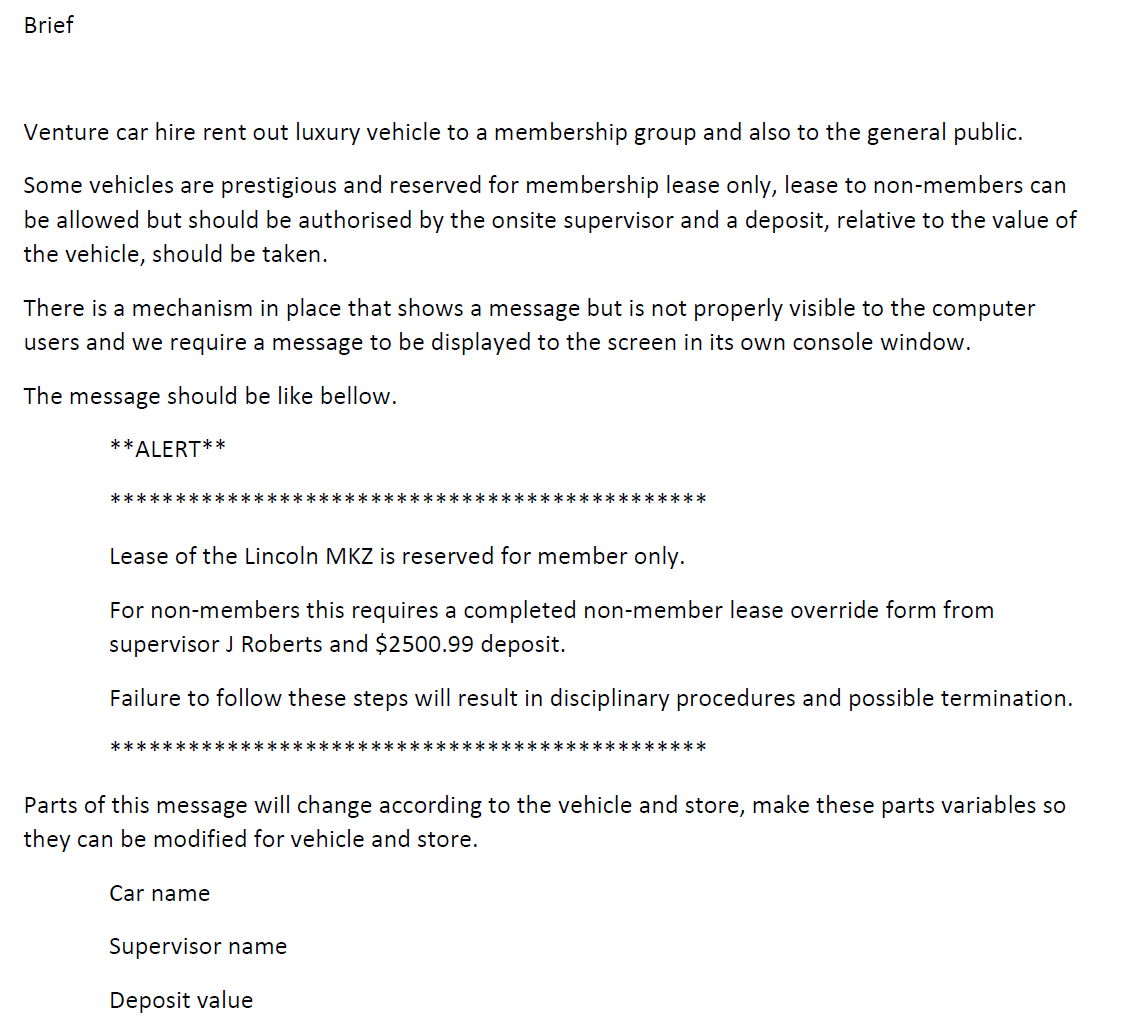 Brief
Venture car hire rent out luxury vehicle to a membership group and also to the general public.
Some vehicles are prestigious and reserved for membership lease only, lease to non-members can
be allowed but should be authorised by the onsite supervisor and a deposit, relative to the value of
the vehicle, should be taken.
There is a mechanism in place that shows a message but is not properly visible to the computer
users and we require a message to be displayed to the screen in its own console window.
The message should be like bellow.
**ALERT**
**********************************************
Lease of the Lincoln MKZ is reserved for member only.
For non-members this requires a completed non-member lease override form from
supervisor J Roberts and $2500.99 deposit.
Failure to follow these steps will result in disciplinary procedures and possible termination.
**********************************************
Parts of this message will change according to the vehicle and store, make these parts variables so
they can be modified for vehicle and store.
Car name
Supervisor name
Deposit value